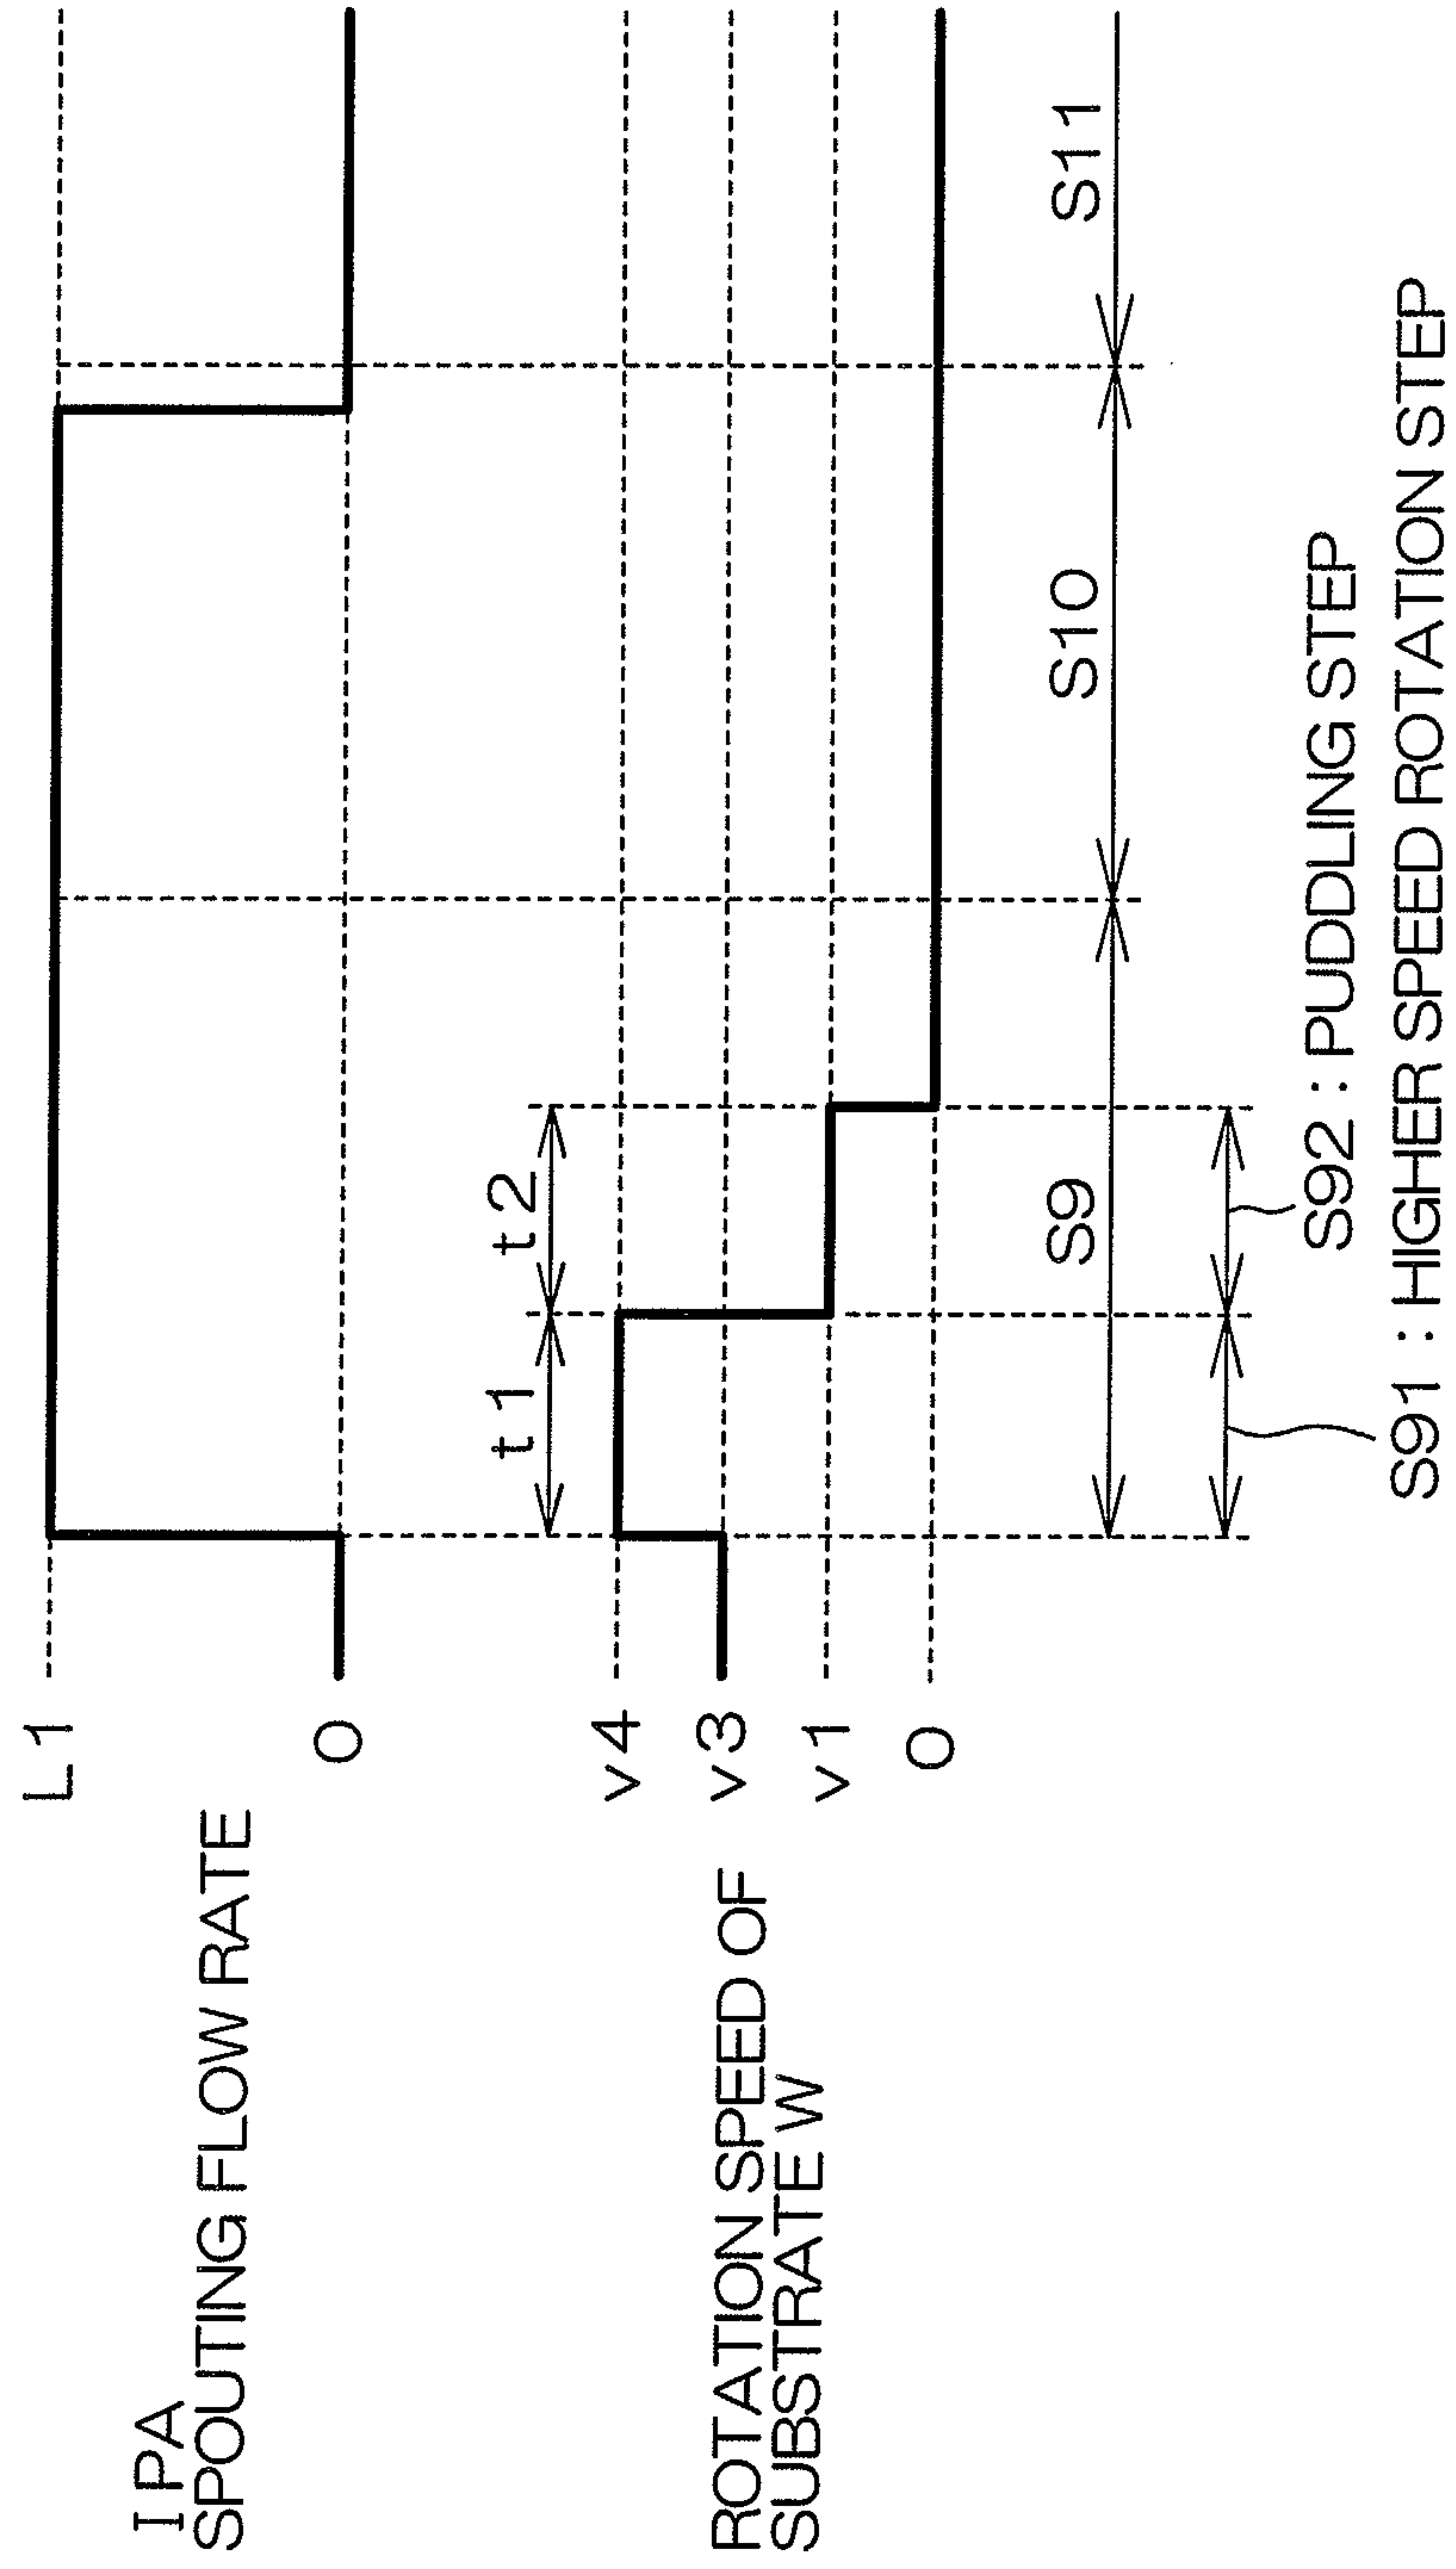 IPA
SPOUTING FLOW RATE
L1
0
ROTATION SPEED OF
SUBSTRATE W
v4
v3
v1
0
t1
t2
S9
S10
S11
S92 : PUDDLING STEP
S91 : HIGHER SPEED ROTATION STEP